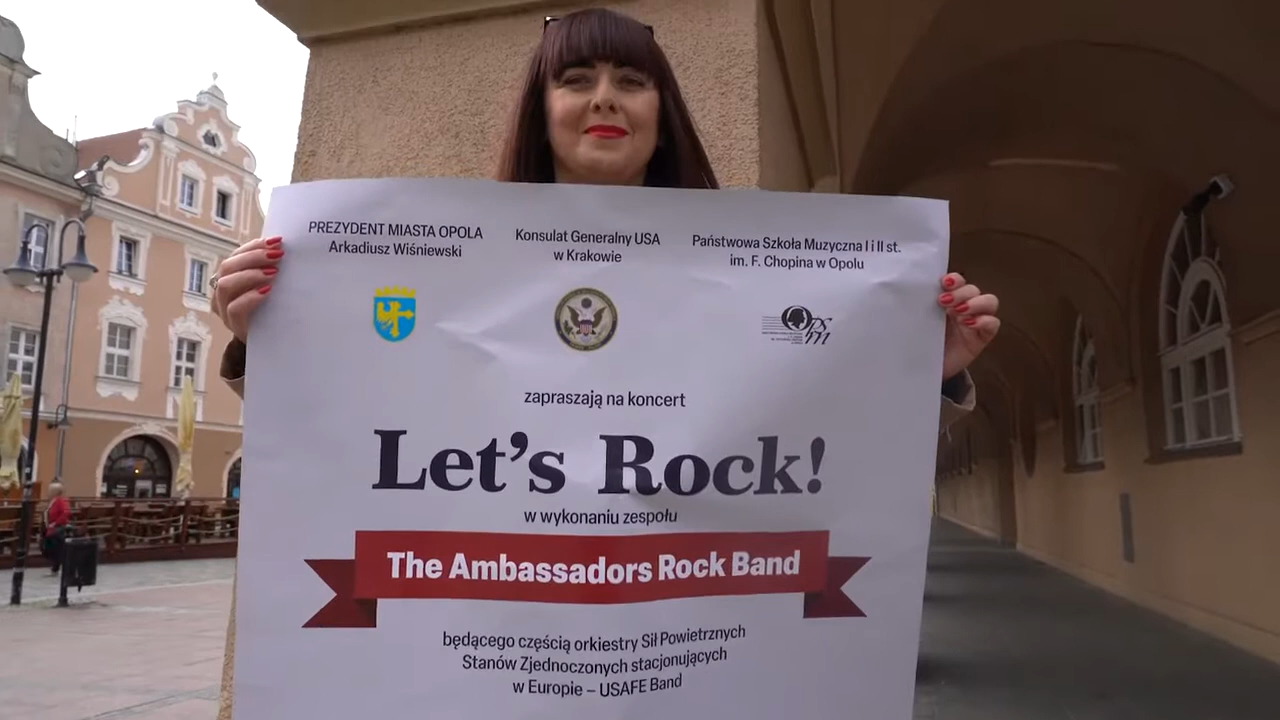 PREZYDENT MIASTA OPOLA
Arkadiusz Wiśniewski
Konsulat Generalny USA
w Krakowie
Państwowa Szkoła Muzyczna I i II st.
im. F. Chopina w Opolu
zapraszają na koncert
Let's Rock!
w wykonaniu zespołu
The Ambassadors Rock Band
będącego częścią orkiestry Sił Powietrznych
Stanów Zjednoczonych stacjonujących
w Europie – USAFE Band